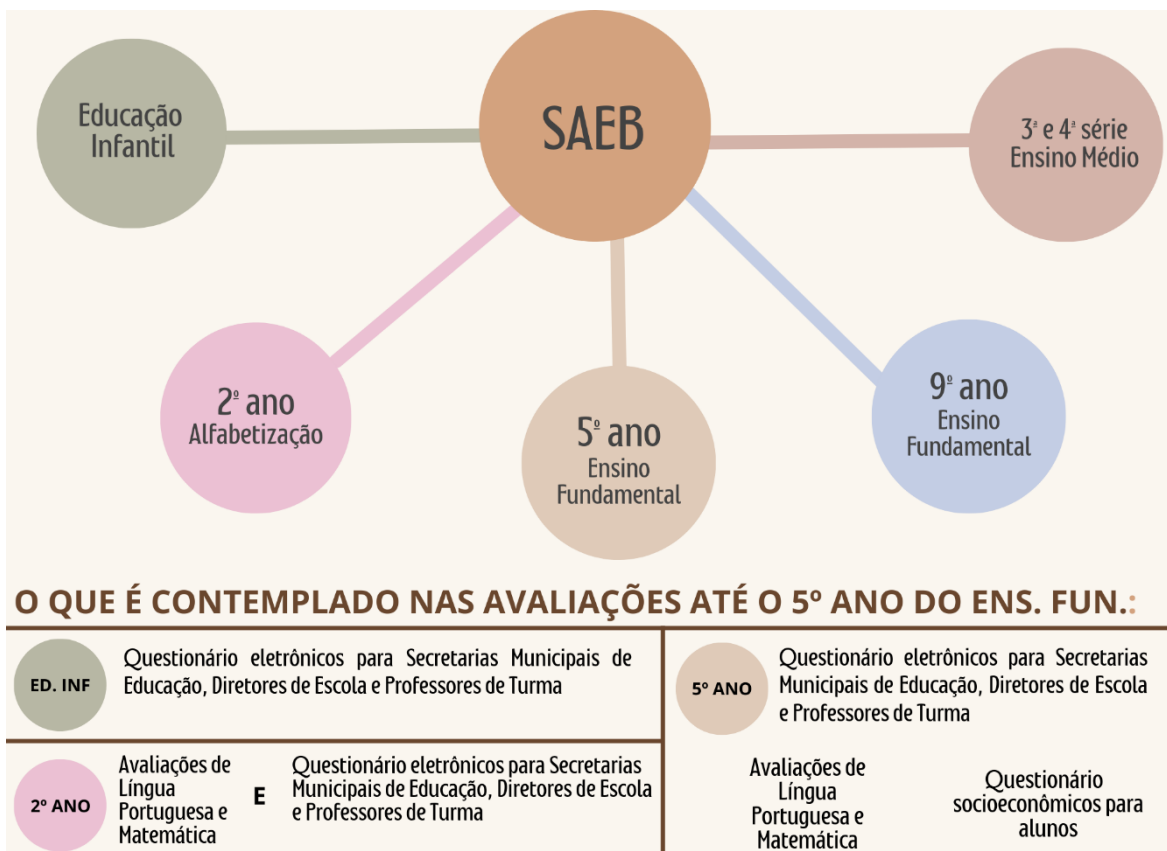 Educação
Infantil
SAEB
3ª e 4ª série
Ensino Médio
2º ano
Alfabetização
5º ano
Ensino
Fundamental
9º ano
Ensino
Fundamental
O QUE É CONTEMPLADO NAS AVALIAÇÕES ATÉ O 5º ANO DO ENS. FUN.:
ED. INF
Questionário eletrônicos para Secretarias Municipais de
Educação, Diretores de Escola e Professores de Turma
2º ANO
Avaliações de
Língua
Portuguesa e
Matemática
E
Questionário eletrônicos para Secretarias
Municipais de Educação, Diretores de Escola
e Professores de Turma
5º ANO
Questionário eletrônicos para Secretarias
Municipais de Educação, Diretores de Escola
e Professores de Turma
Avaliações de
Língua
Portuguesa e
Matemática
Questionário
socioeconômicos para
alunos